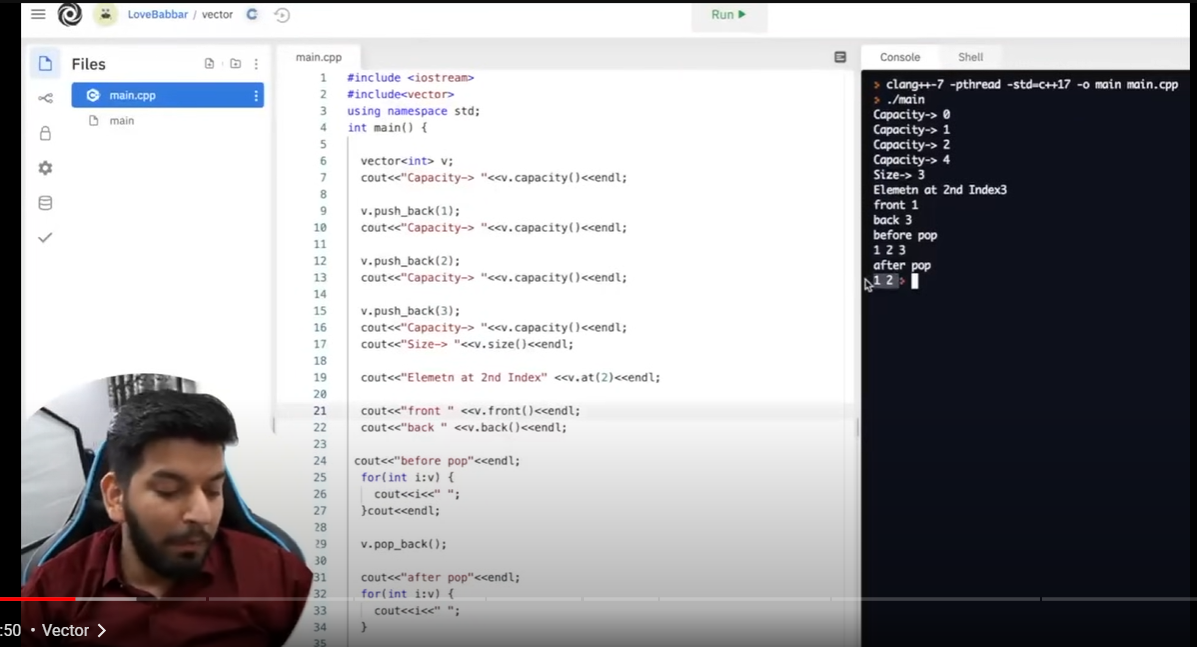 LoveBabbar / vector
Run
Files
main.cpp
main
main.cpp
1 #include <iostream>
2 #include<vector>
3 using namespace std;
4 int main() {
5
6 vector<int> v;
7 cout<<"Capacity-> "<<v.capacity()<<endl;
8
9 v.push_back(1);
10 cout<<"Capacity-> "<<v.capacity()<<endl;
11
12 v.push_back(2);
13 cout<<"Capacity-> "<<v.capacity()<<endl;
14
15 v.push_back(3);
16 cout<<"Capacity-> "<<v.capacity()<<endl;
17 cout<<"Size-> "<<v.size()<<endl;
18
19 cout<<"Elemetn at 2nd Index" <<v.at(2)<<endl;
20
21 cout<<"front " <<v.front()<<endl;
22 cout<<"back " <<v.back()<<endl;
23
24 cout<<"before pop"<<endl;
25 for(int i:v) {
26 cout<<i<<" ";
27 }cout<<endl;
28
29 v.pop_back();
30
31 cout<<"after pop"<<endl;
32 for(int i:v) {
33 cout<<i<<" ";
34 }
35
Console Shell
> clang++-7 -pthread -std=c++17 -o main main.cpp
> ./main
Capacity-> 0
Capacity-> 1
Capacity-> 2
Capacity-> 4
Size-> 3
Elemetn at 2nd Index3
front 1
back 3
before pop
1 2 3
after pop
1 2 >
:50 • Vector >